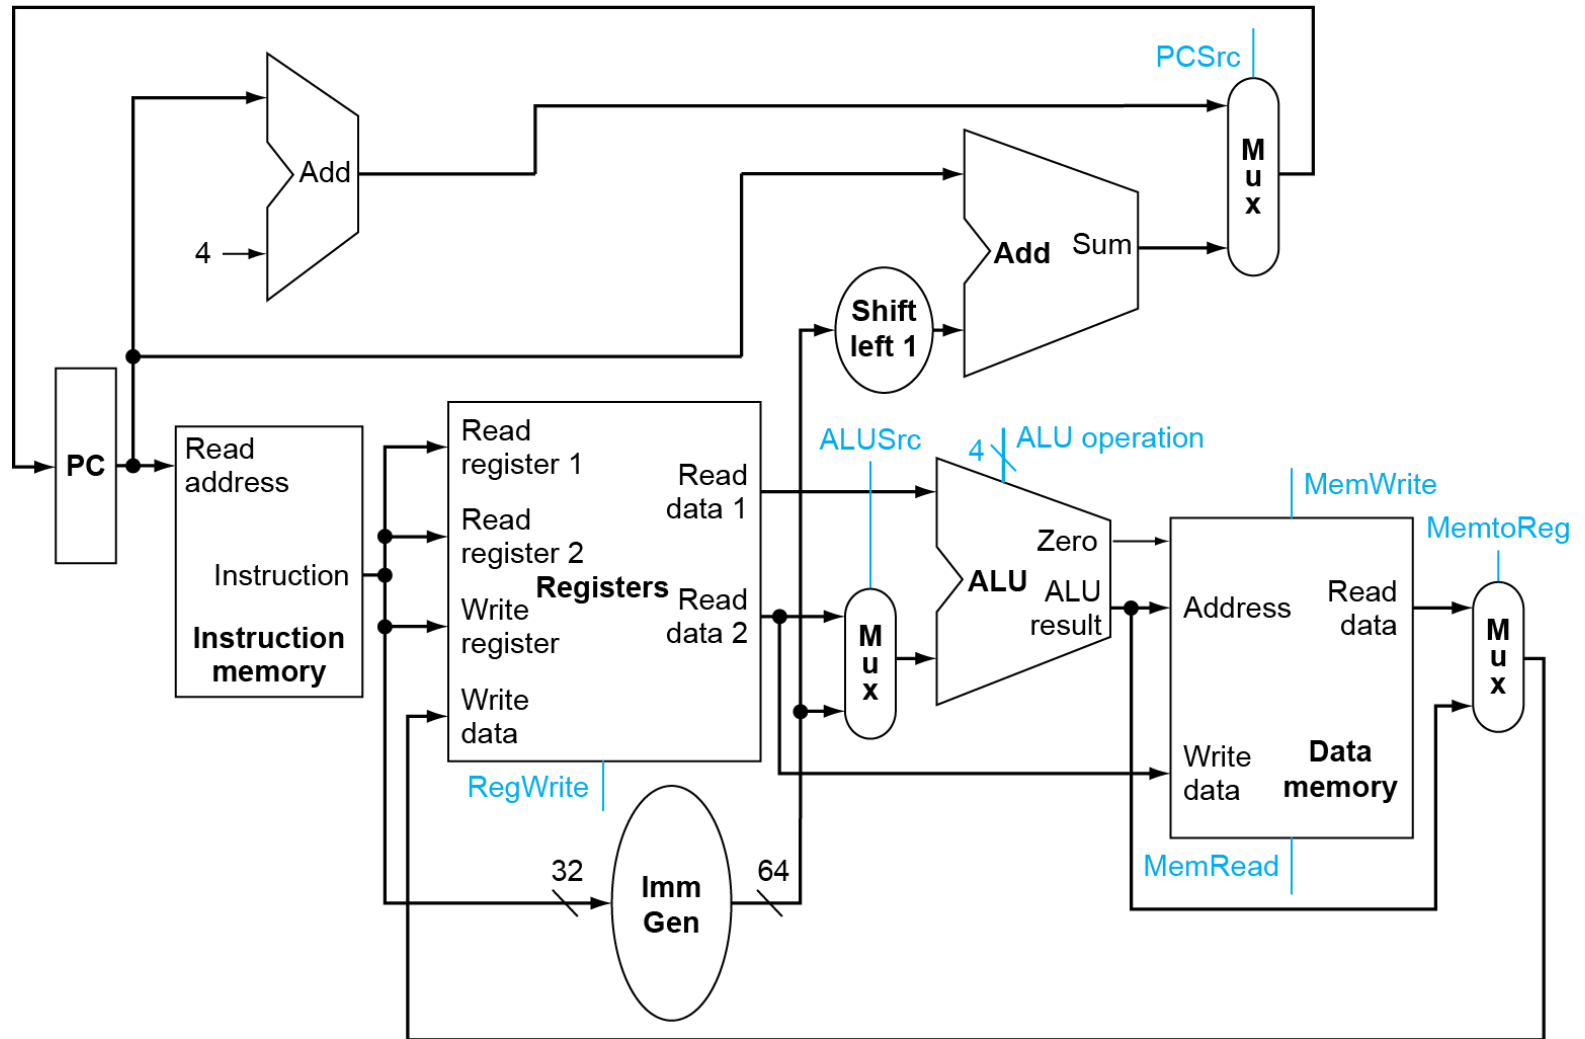 PCSrc
Add
4
M
u
x
Add
Sum
Shift
left 1
PC
Read
address
Instruction
Instruction
memory
Read
register 1
Read
register 2
Write
register
Write
data
Registers
Read
data 1
Read
data 2
RegWrite
ALUSrc
M
u
x
4
ALU operation
Zero
ALU
ALU
result
MemWrite
Address
Read
data
Write
data
Data
memory
MemRead
MemtoReg
M
u
x
32
Imm
Gen
64